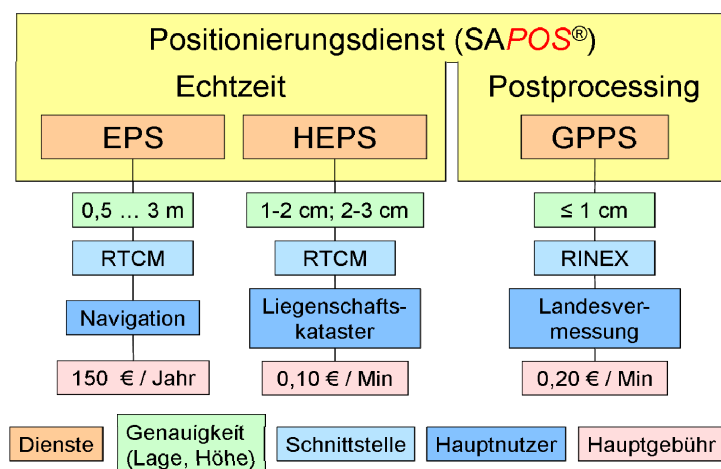 Positionierungsdienst (SAPOS®)
Echtzeit
Postprocessing
EPS
HEPS
GPPS
0,5 ... 3 m
1-2 cm; 2-3 cm
≤ 1 cm
RTCM
RTCM
RINEX
Navigation
Liegenschafts-
kataster
Landesver-
messung
150 € / Jahr
0,10 € / Min
0,20 € / Min
Dienste
Genauigkeit
(Lage, Höhe)
Schnittstelle
Hauptnutzer
Hauptgebühr